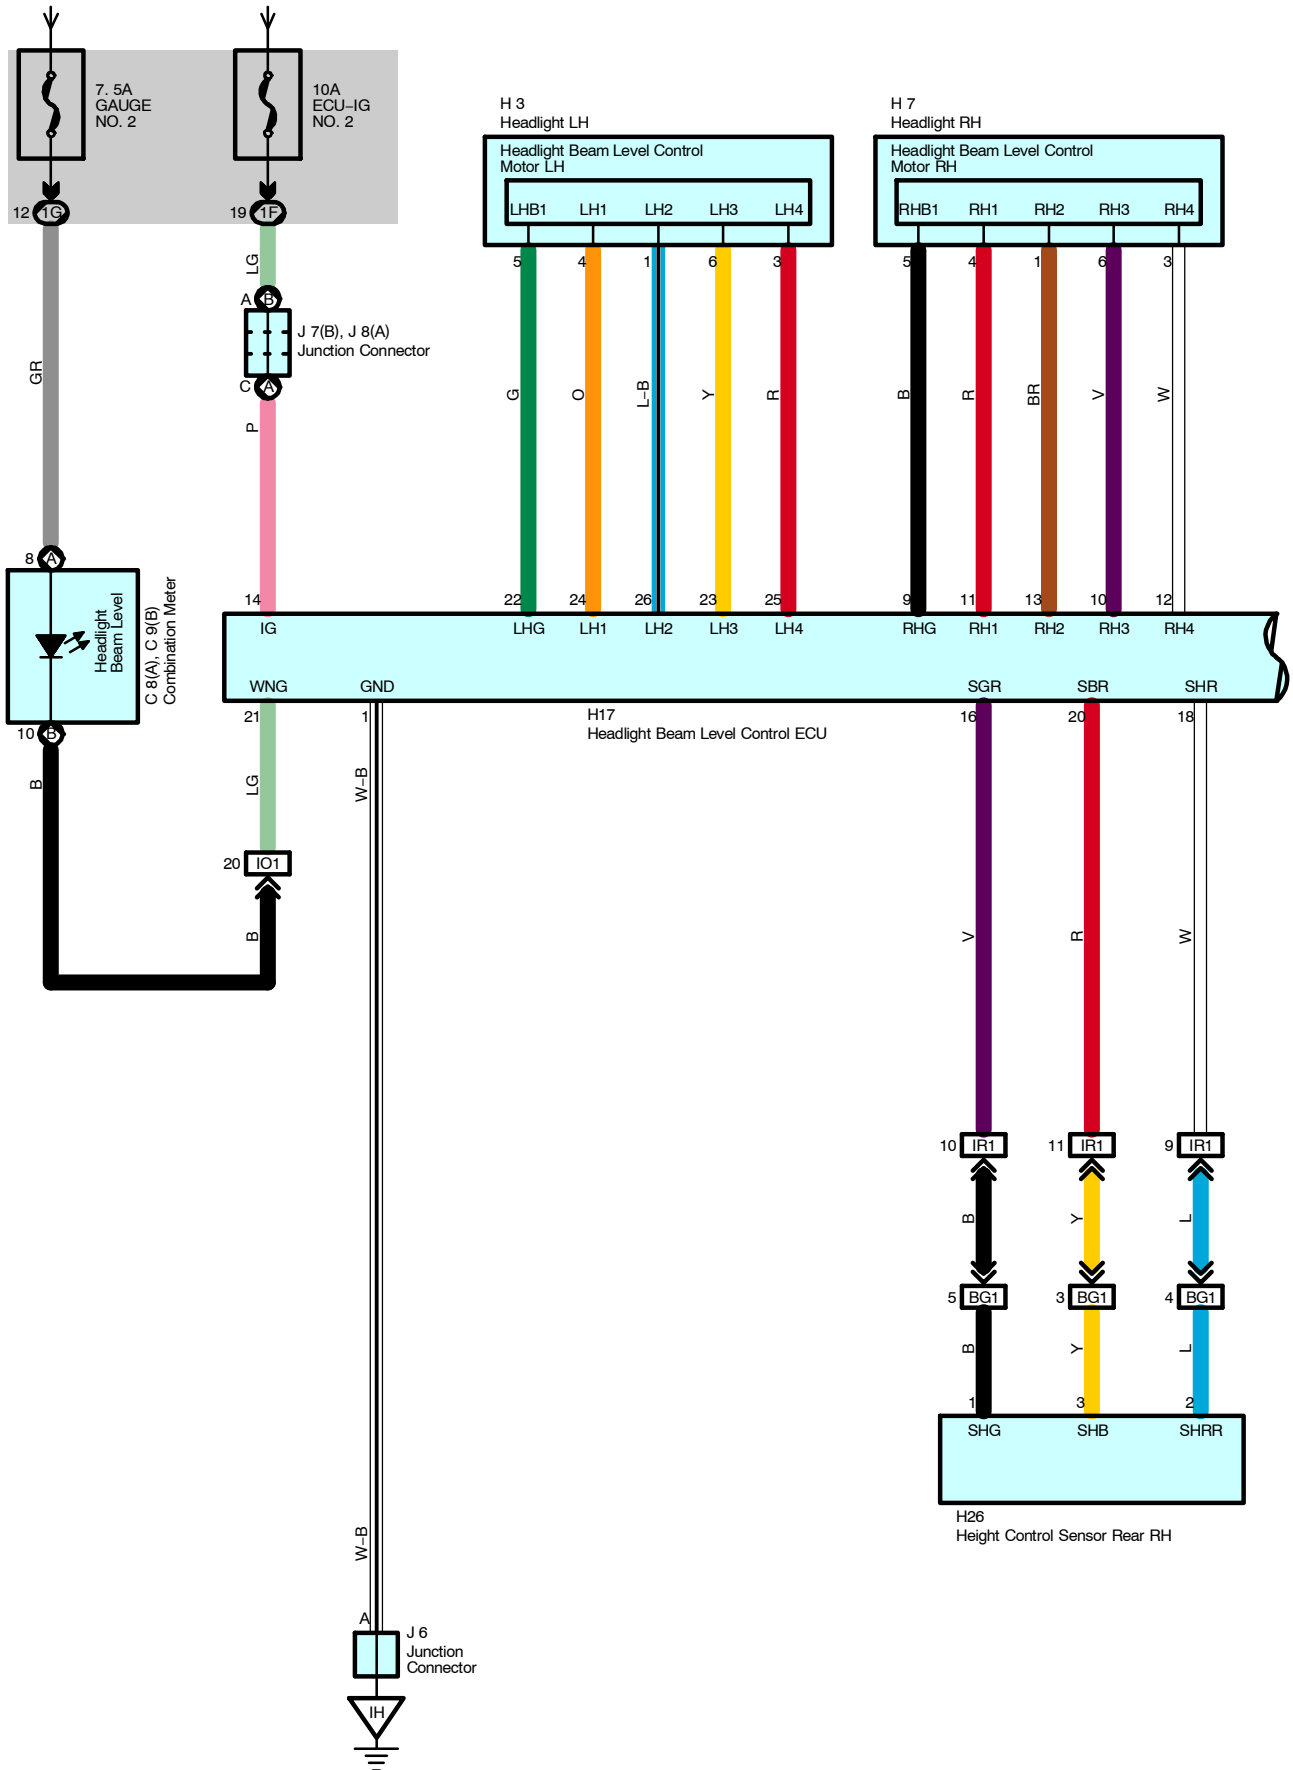 7. 5A
GAUGE
NO. 2
10A
ECU-IG
NO. 2
12 1G
19 1F
H 3
Headlight LH
H 7
Headlight RH
Headlight Beam Level Control
Motor LH
Headlight Beam Level Control
Motor RH
LHB1 LH1 LH2 LH3 LH4
RHB1 RH1 RH2 RH3 RH4
5 4 1 6 3
5 4 1 6 3
LG
A B
J 7(B), J 8(A)
Junction Connector
C A
GR
P
G O L-B Y R
B R BR V W
8 A
Headlight
Beam Level
C 8(A), C 9(B)
Combination Meter
10 B
14 22 24 26 23 25 9 11 13 10 12
IG LHG LH1 LH2 LH3 LH4 RHG RH1 RH2 RH3 RH4
WNG GND SGR SBR SHR
21 1 16 20 18
H17
Headlight Beam Level Control ECU
B LG W-B
20 IO1
B
V R W
10 IR1 11 IR1 9 IR1
B Y L
5 BG1 3 BG1 4 BG1
B Y L
1 3 2
SHG SHB SHRR
H26
Height Control Sensor Rear RH
W-B
A
J 6
Junction
Connector
IH